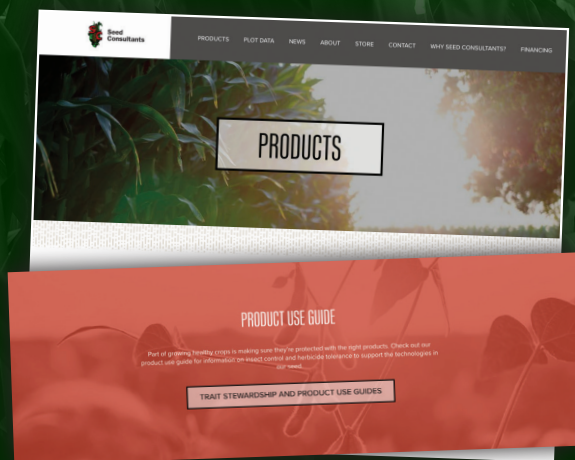 Seed
Consultants
PRODUCTS PLOT DATA NEWS ABOUT STORE CONTACT WHY SEED CONSULTANTS? FINANCING
PRODUCTS
PRODUCT USE GUIDE
Part of growing healthy crops is making sure they're protected with the right products. Check out our
product use guide for information on insect control and herbicide tolerance to support the technologies in
our seed.
TRAIT STEWARDSHIP AND PRODUCT USE GUIDES